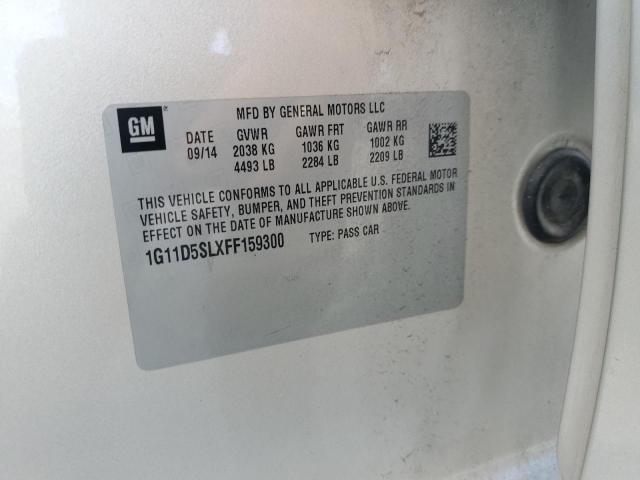 GM
MFD BY GENERAL MOTORS LLC
DATE GVWR GAWR FRT GAWR RR
09/14 2038 KG 1036 KG 1002 KG
4493 LB 2284 LB 2209 LB
THIS VEHICLE CONFORMS TO ALL APPLICABLE U.S. FEDERAL MOTOR
VEHICLE SAFETY, BUMPER, AND THEFT PREVENTION STANDARDS IN
EFFECT ON THE DATE OF MANUFACTURE SHOWN ABOVE.
1G11D5SLXFF159300 TYPE: PASS CAR